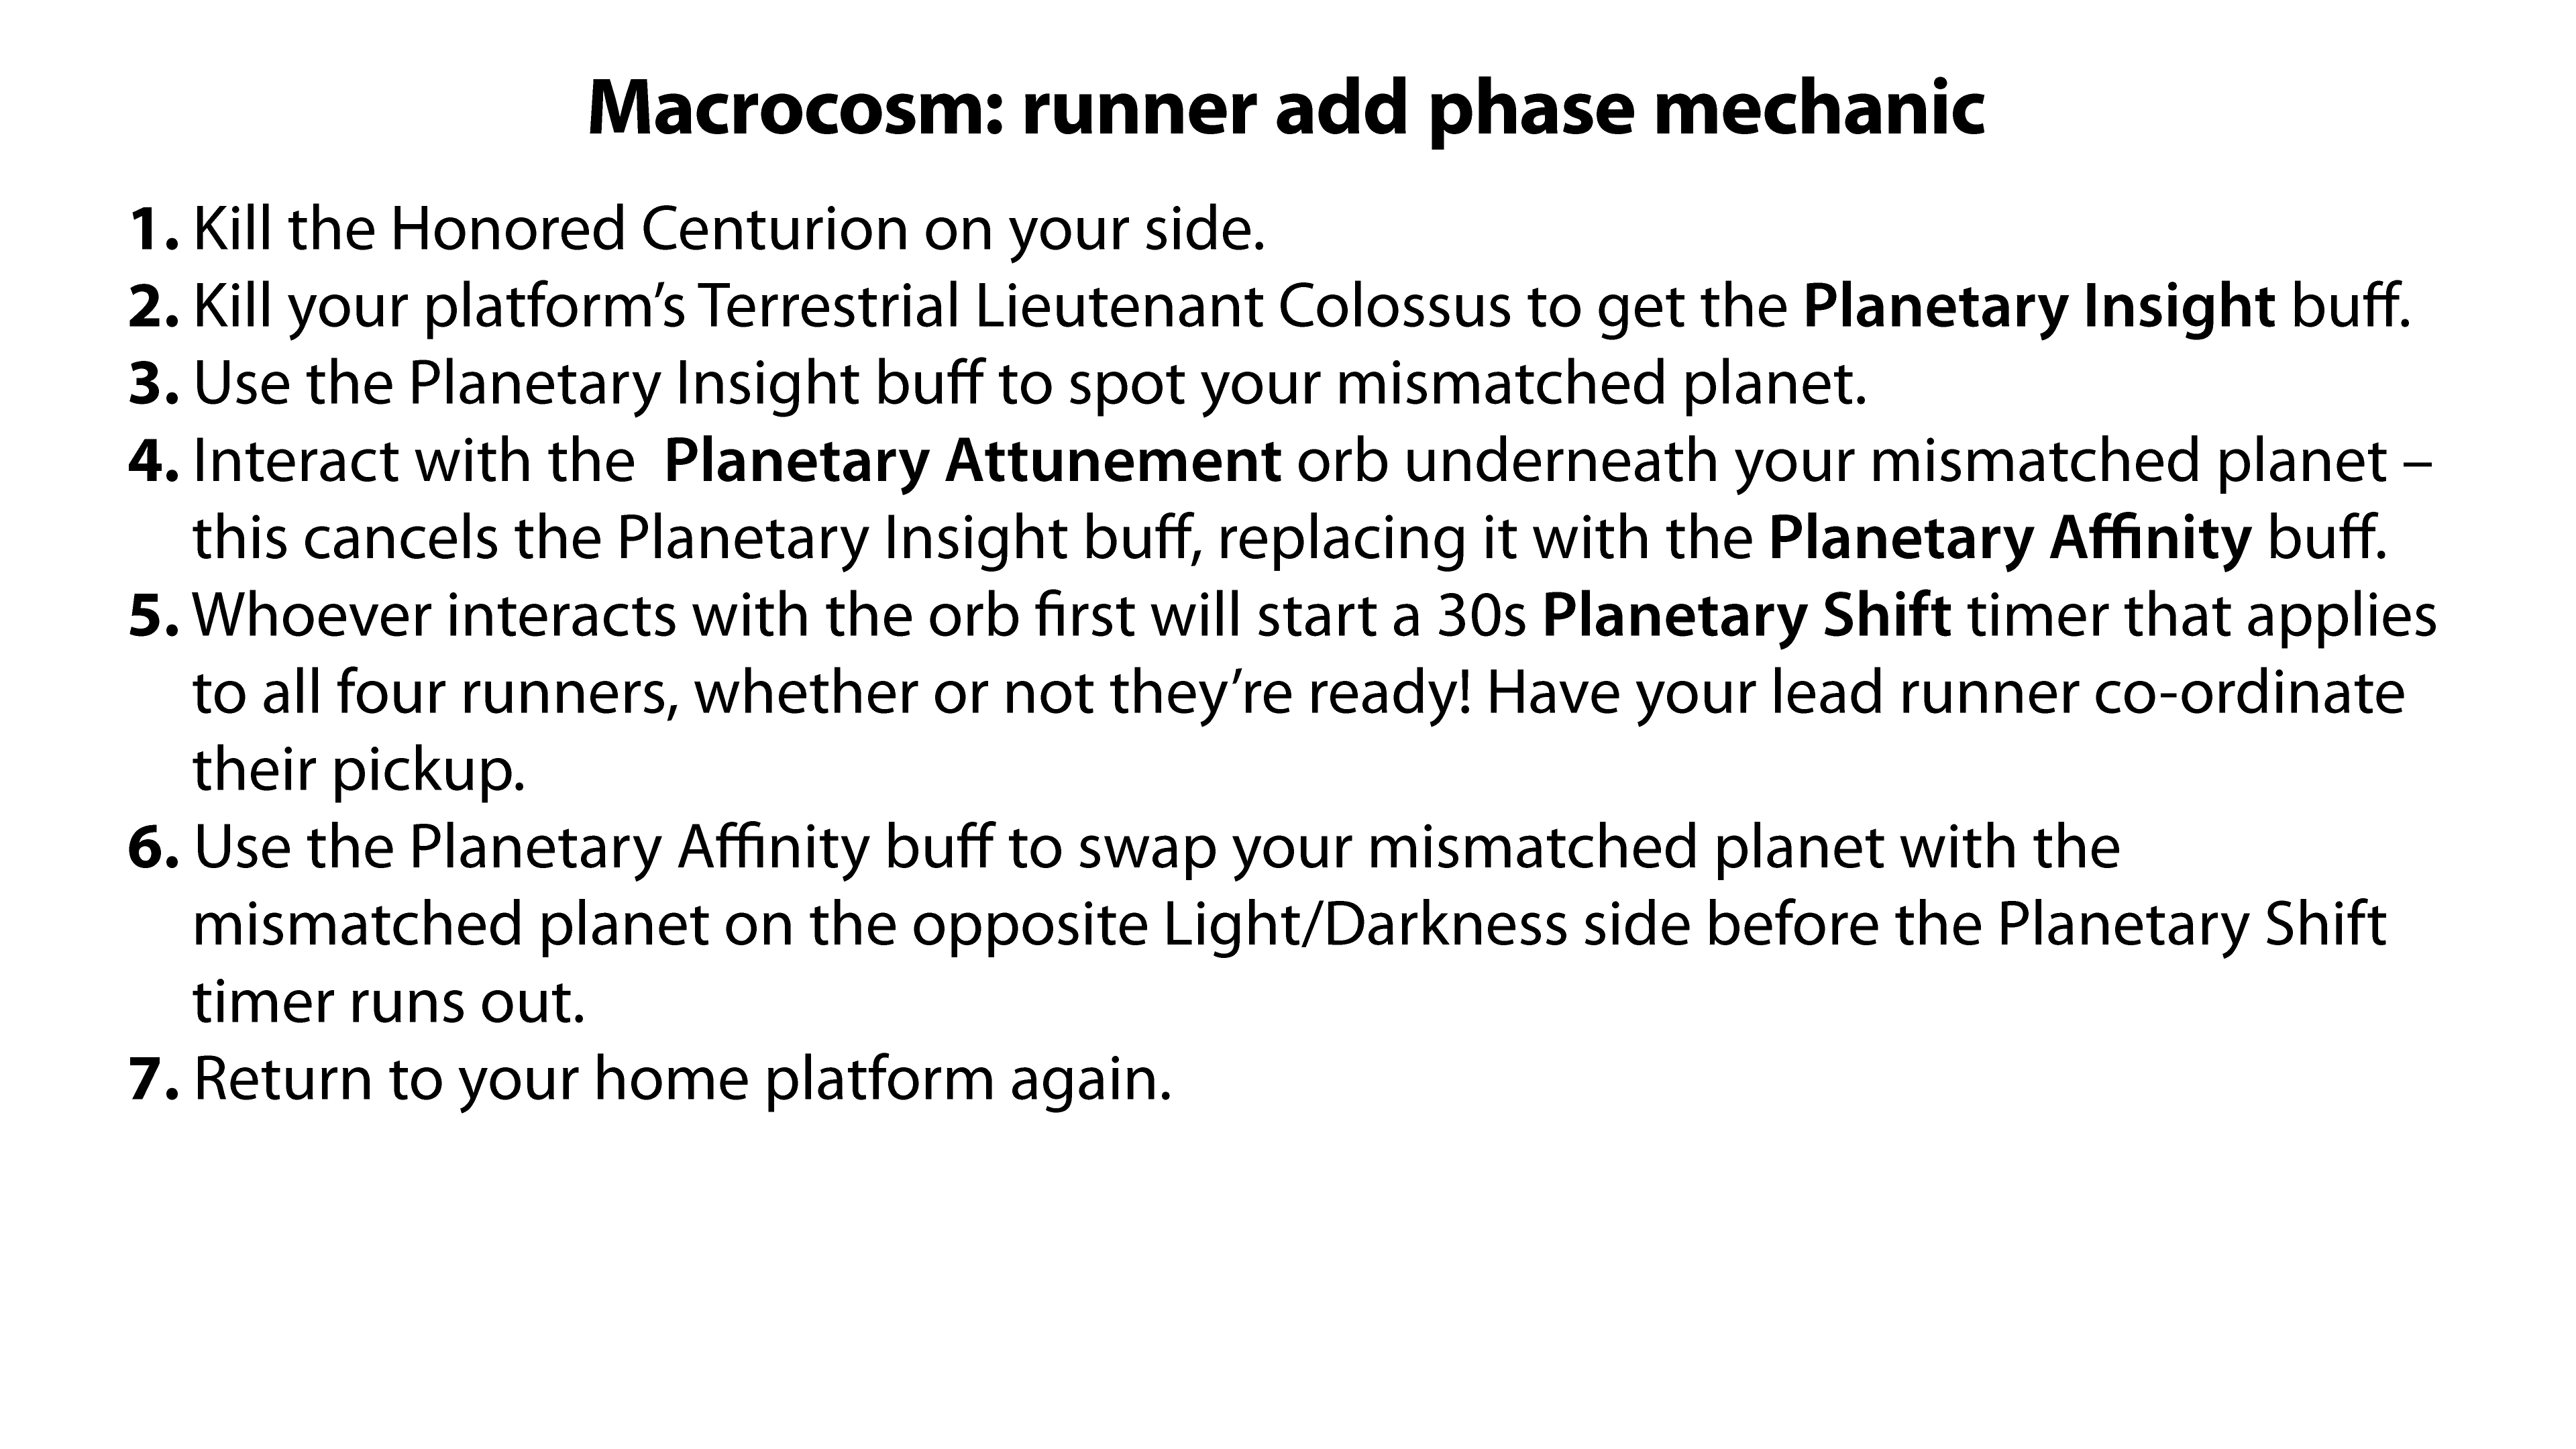 Macrocosm: runner add phase mechanic
1. Kill the Honored Centurion on your side.
2. Kill your platform’s Terrestrial Lieutenant Colossus to get the Planetary Insight buff.
3. Use the Planetary Insight buff to spot your mismatched planet.
4. Interact with the  Planetary Attunement orb underneath your mismatched planet –
this cancels the Planetary Insight buff, replacing it with the Planetary Affinity buff.
5. Whoever interacts with the orb first will start a 30s Planetary Shift timer that applies
to all four runners, whether or not they’re ready! Have your lead runner co-ordinate
their pickup.
6. Use the Planetary Affinity buff to swap your mismatched planet with the
mismatched planet on the opposite Light/Darkness side before the Planetary Shift
timer runs out.
7. Return to your home platform again.